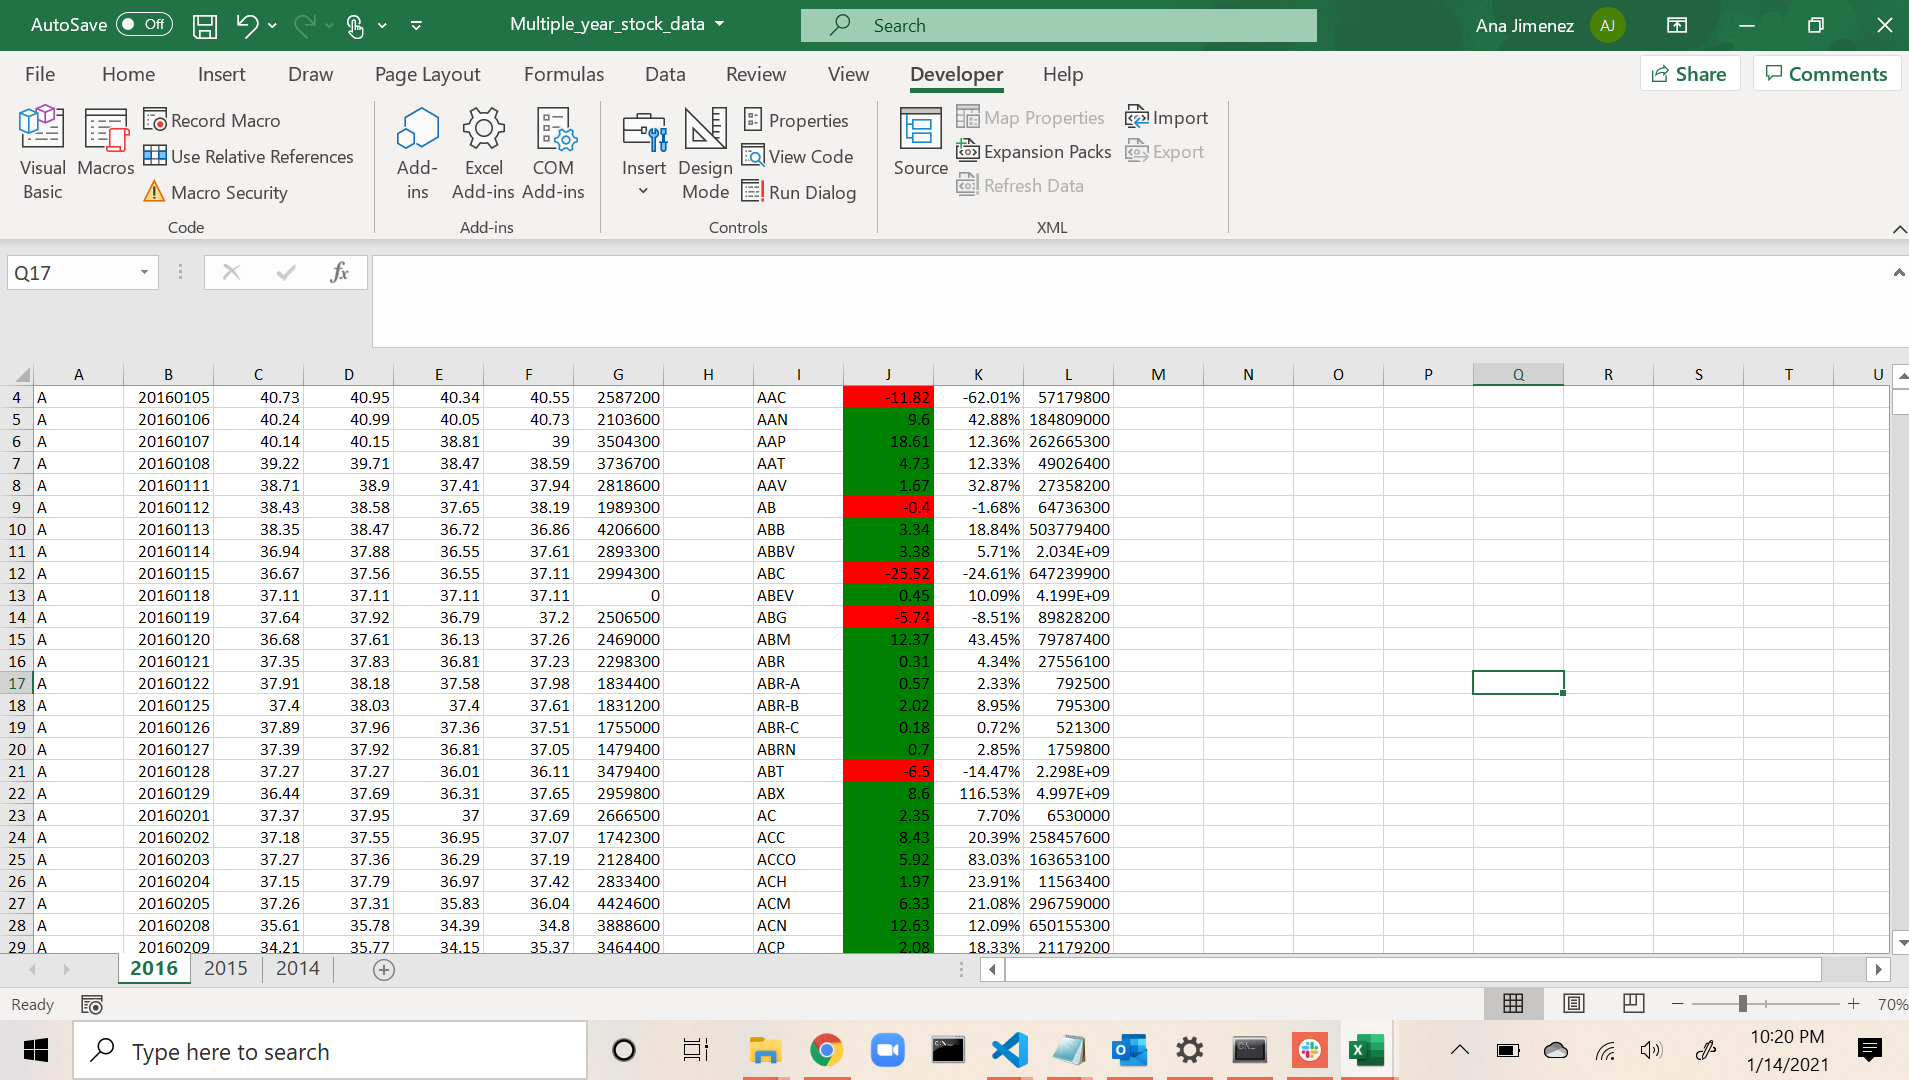 AutoSave Off Multiple_year_stock_data Search Ana Jimenez AJ
File Home Insert Draw Page Layout Formulas Data Review View Developer Help Share Comments
Visual Basic
Macros
Record Macro
Use Relative References
Macro Security
Code
Add-ins
Excel Add-ins
COM Add-ins
Add-ins
Insert
Design Mode
Properties
View Code
Run Dialog
Controls
Source
Map Properties
Expansion Packs
Refresh Data
Import
Export
XML
Q17 fx
A B C D E F G H I J K L M N O P Q R S T U
4 A 20160105 40.73 40.95 40.34 40.55 2587200 AAC -11.82 -62.01% 57179800
5 A 20160106 40.24 40.99 40.05 40.73 2103600 AAN 9.6 42.88% 184809000
6 A 20160107 40.14 40.15 38.81 39 3504300 AAP 18.61 12.36% 262665300
7 A 20160108 39.22 39.71 38.47 38.59 3736700 AAT 4.73 12.33% 49026400
8 A 20160111 38.71 38.9 37.41 37.94 2818600 AAV 1.67 32.87% 27358200
9 A 20160112 38.43 38.58 37.65 38.19 1989300 AB -0.4 -1.68% 64736300
10 A 20160113 38.35 38.47 36.72 36.86 4206600 ABB 3.34 18.84% 503779400
11 A 20160114 36.94 37.88 36.55 37.61 2893300 ABBV 3.38 5.71% 2.034E+09
12 A 20160115 36.67 37.56 36.55 37.11 2994300 ABC -25.52 -24.61% 647239900
13 A 20160118 37.11 37.11 37.11 37.11 0 ABEV 0.45 10.09% 4.199E+09
14 A 20160119 37.64 37.92 36.79 37.2 2506500 ABG -5.74 -8.51% 89828200
15 A 20160120 36.68 37.61 36.13 37.26 2469000 ABM 12.37 43.45% 79787400
16 A 20160121 37.35 37.83 36.81 37.23 2298300 ABR 0.31 4.34% 27556100
17 A 20160122 37.91 38.18 37.58 37.98 1834400 ABR-A 0.57 2.33% 792500
18 A 20160125 37.4 38.03 37.4 37.61 1831200 ABR-B 2.02 8.95% 795300
19 A 20160126 37.89 37.96 37.36 37.51 1755000 ABR-C 0.18 0.72% 521300
20 A 20160127 37.39 37.92 36.81 37.05 1479400 ABRN 0.7 2.85% 1759800
21 A 20160128 37.27 37.27 36.01 36.11 3479400 ABT -6.5 -14.47% 2.298E+09
22 A 20160129 36.44 37.69 36.31 37.65 2959800 ABX 8.6 116.53% 4.997E+09
23 A 20160201 37.37 37.95 37 37.69 2666500 AC 2.35 7.70% 6530000
24 A 20160202 37.18 37.55 36.95 37.07 1742300 ACC 8.43 20.39% 258457600
25 A 20160203 37.27 37.36 36.29 37.19 2128400 ACCO 5.92 83.03% 163653100
26 A 20160204 37.15 37.79 36.97 37.42 2833400 ACH 1.97 23.91% 11563400
27 A 20160205 37.26 37.31 35.83 36.04 4424600 ACM 6.33 21.08% 296759000
28 A 20160208 35.61 35.78 34.39 34.8 3888600 ACN 12.63 12.09% 650155300
29 A 20160209 34.21 35.77 34.15 35.37 3464400 ACP 2.08 18.33% 21179200
2016 2015 2014
Ready 70%
Type here to search
10:20 PM
1/14/2021